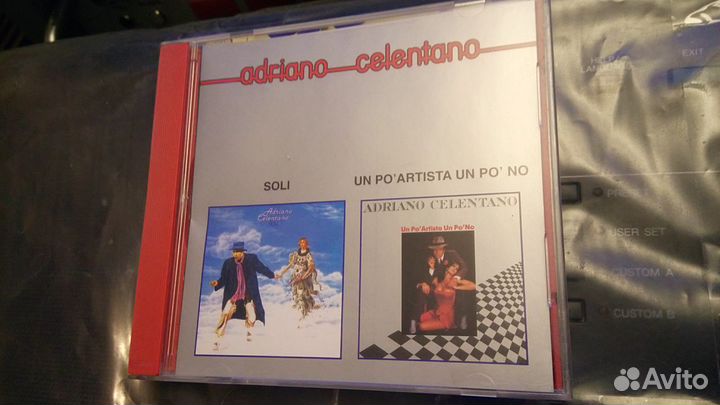 adriano celentano
SOLI
UN PO'ARTISTA UN PO' NO
Adriano
Celentano
ADRIANO CELENTANO
Un Po'Artista Un Po'No
EXIT
USER SET
CUSTOM A
CUSTOM B
Avito